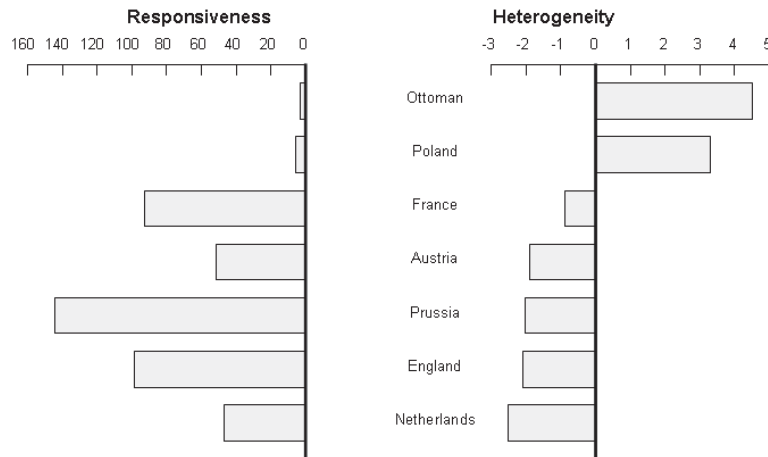 Responsiveness Heterogeneity
160 140 120 100 80 60 40 20 0 -3 -2 -1 0 1 2 3 4 5
Ottoman
Poland
France
Austria
Prussia
England
Netherlands